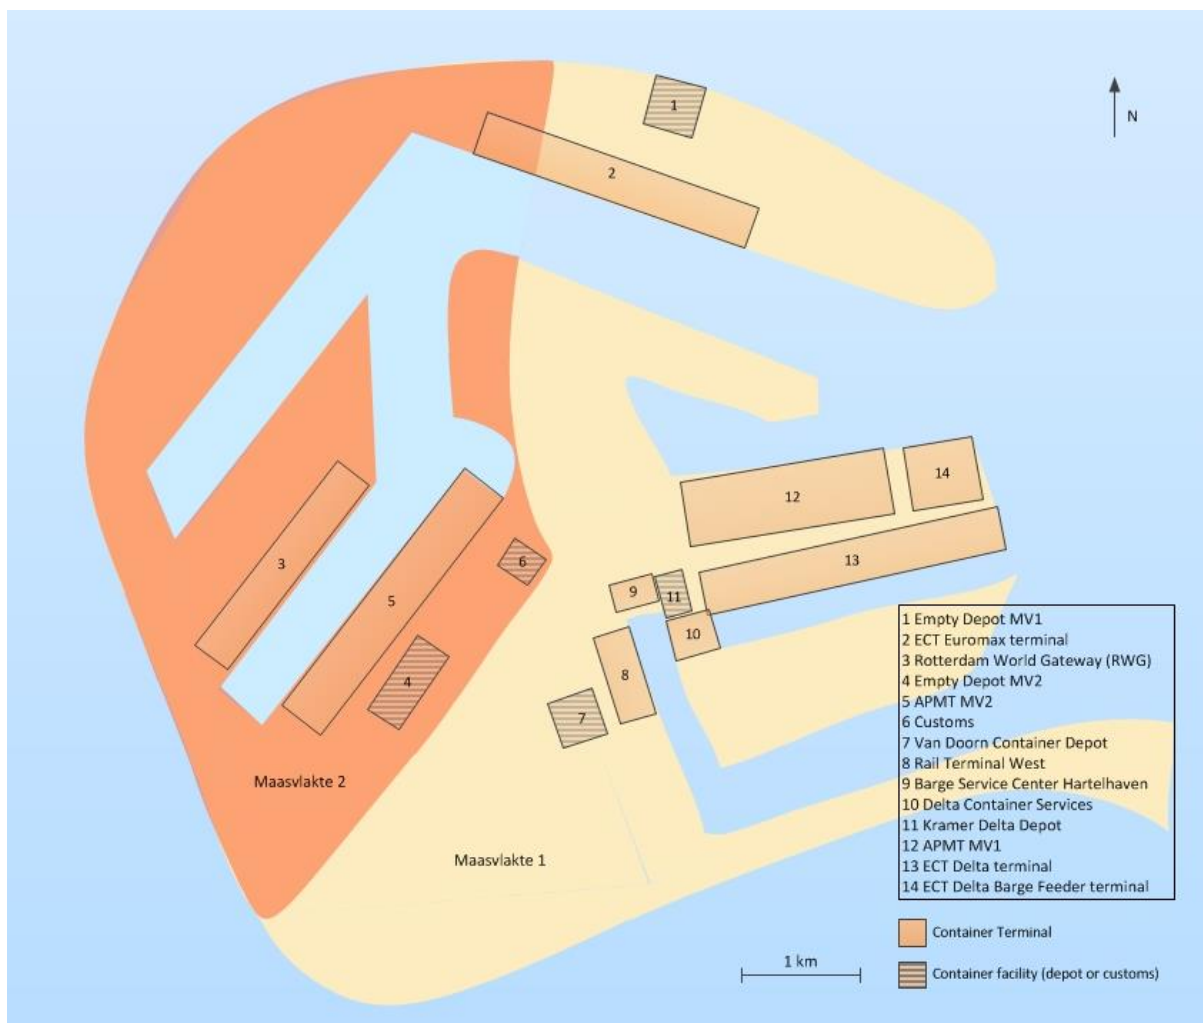 1
N
2
14
12
3
6
13
9
11
5
10
8
4
7
Maasvlakte 2
Maasvlakte 1
1 Empty Depot MV1
2 ECT Euromax terminal
3 Rotterdam World Gateway (RWG)
4 Empty Depot MV2
5 APMT MV2
6 Customs
7 Van Doorn Container Depot
8 Rail Terminal West
9 Barge Service Center Hartelhaven
10 Delta Container Services
11 Kramer Delta Depot
12 APMT MV1
13 ECT Delta terminal
14 ECT Delta Barge Feeder terminal
Container Terminal
1 km
Container facility (depot or customs)